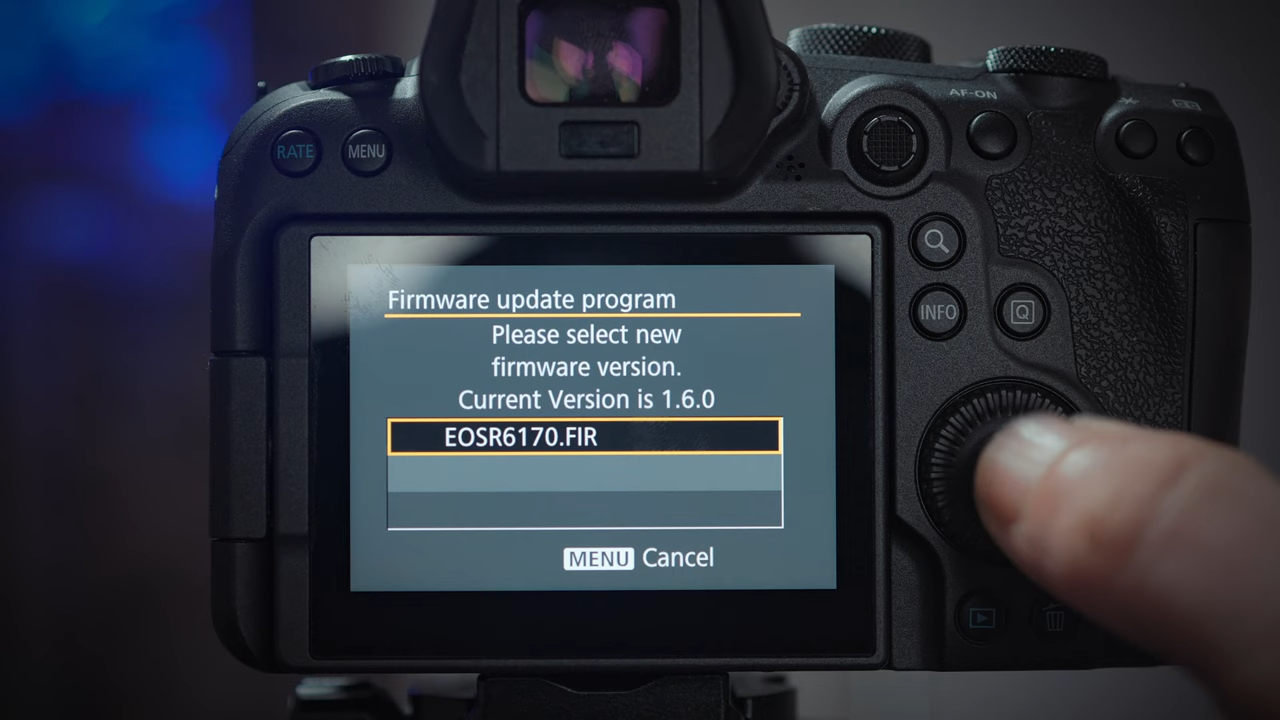 AF-ON
RATE
MENU
INFO
Q
Firmware update program
Please select new
firmware version.
Current Version is 1.6.0
EOSR6170.FIR
MENU Cancel